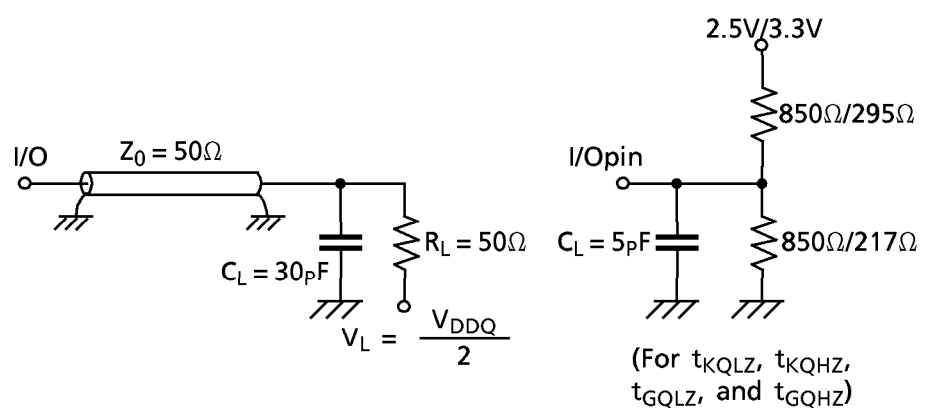 I/O
Z0 = 50Ω
CL = 30PF
RL = 50Ω
VL = VDDQ
2
2.5V/3.3V
850Ω/295Ω
I/Opin
CL = 5PF
850Ω/217Ω
(For tKQLZ, tKQHZ,
tGQLZ, and tGQHZ)